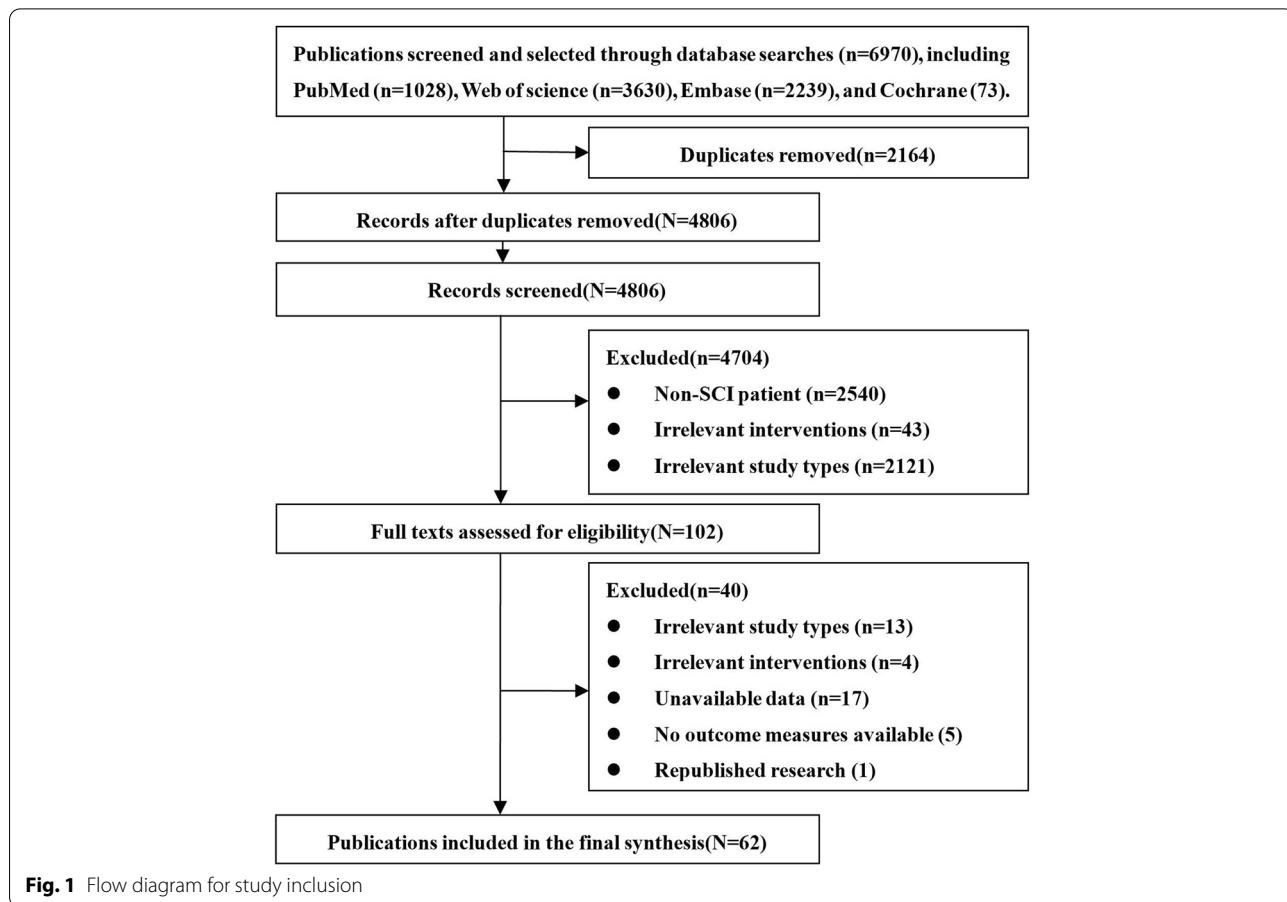 Publications screened and selected through database searches (n=6970), including
PubMed (n=1028), Web of science (n=3630), Embase (n=2239), and Cochrane (73).
Duplicates removed(n=2164)
Records after duplicates removed(N=4806)
Records screened(N=4806)
Excluded(n=4704)
● Non-SCI patient (n=2540)
● Irrelevant interventions (n=43)
● Irrelevant study types (n=2121)
Full texts assessed for eligibility(N=102)
Excluded(n=40)
● Irrelevant study types (n=13)
● Irrelevant interventions (n=4)
● Unavailable data (n=17)
● No outcome measures available (5)
● Republished research (1)
Publications included in the final synthesis(N=62)
Fig. 1 Flow diagram for study inclusion